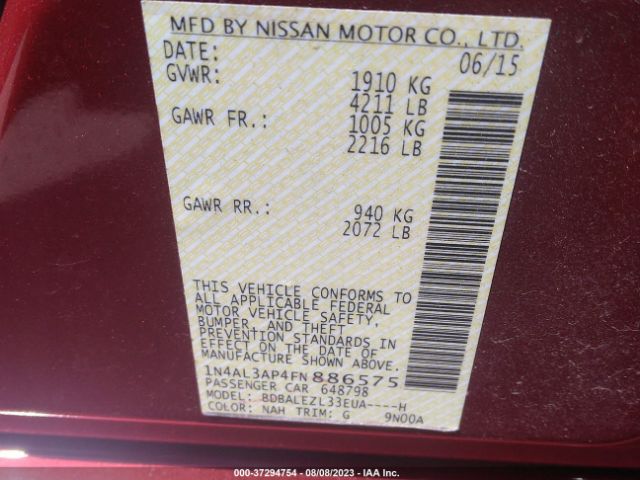 MFD BY NISSAN MOTOR CO., LTD.
DATE: 06/15
GVWR: 1910 KG
4211 LB
GAWR FR.: 1005 KG
2216 LB
GAWR RR.: 940 KG
2072 LB
THIS VEHICLE CONFORMS TO
ALL APPLICABLE FEDERAL
MOTOR VEHICLE SAFETY,
BUMPER, AND THEFT
PREVENTION STANDARDS IN
EFFECT ON THE DATE OF
MANUFACTURE SHOWN ABOVE.
1N4AL3AP4FN886575
PASSENGER CAR 648798
MODEL: BDBALEZL33EUA----H
COLOR: NAH TRIM: G 9N00A
000-37294754 - 08/08/2023 - IAA Inc.